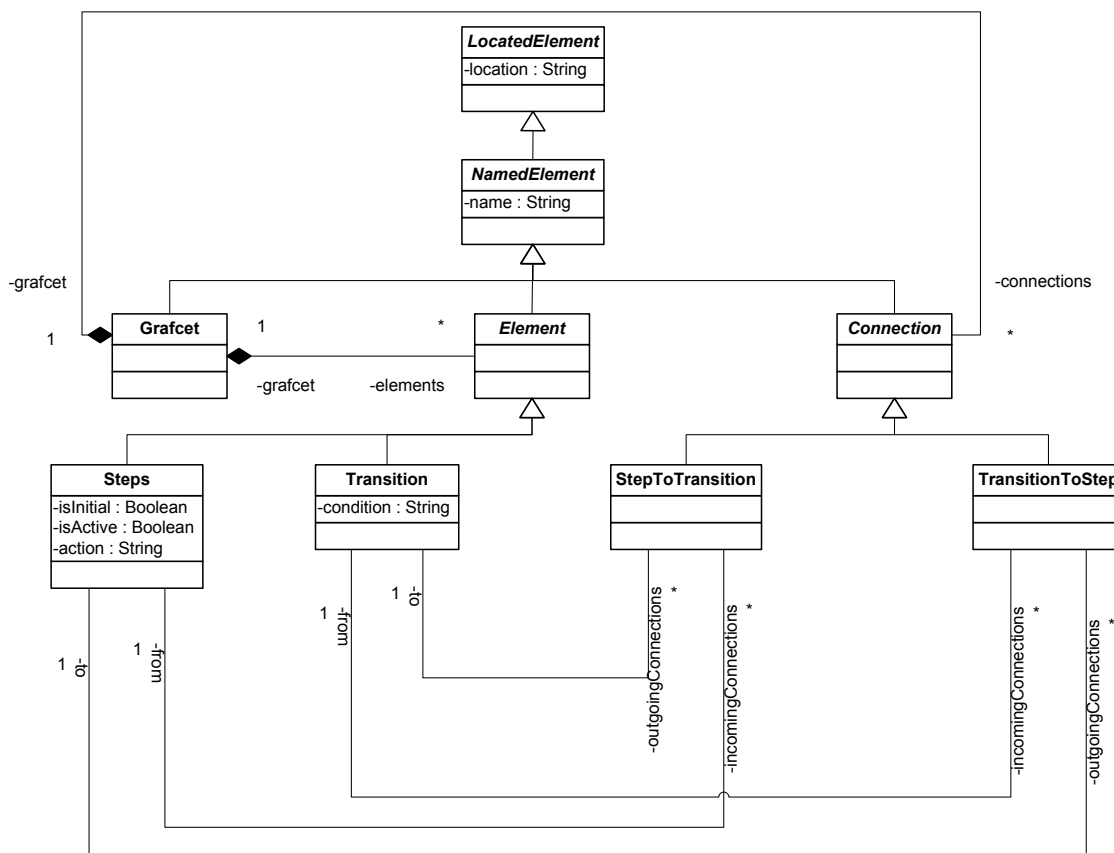 LocatedElement
-location : String
NamedElement
-name : String
-grafcet
-connections
1
Grafcet
1
*
Element
Connection
*
-grafcet
-elements
Steps
-isInitial : Boolean
-isActive : Boolean
-action : String
Transition
-condition : String
StepToTransition
TransitionToStep
1
-to
1
-from
1
-from
1
-to
*
-outgoingConnections
*
-incomingConnections
*
-incomingConnections
*
-outgoingConnections